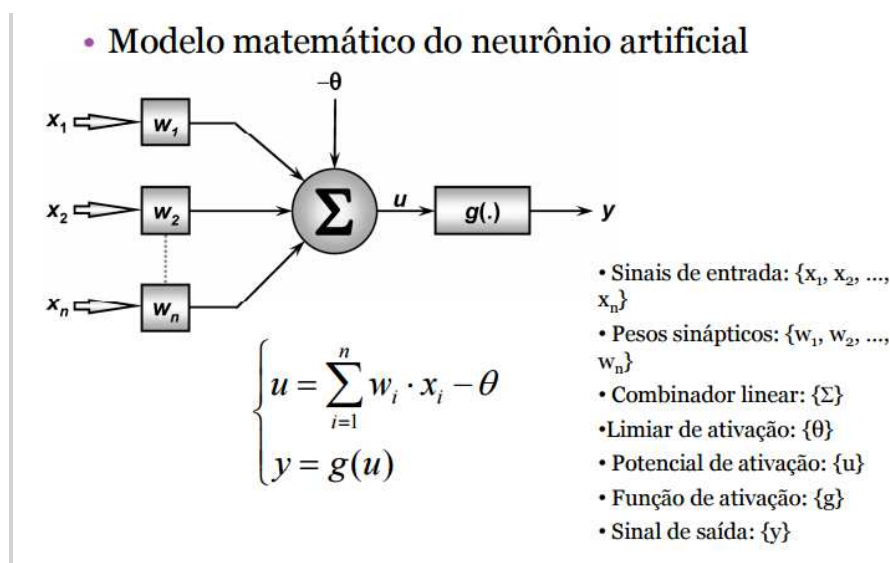 • Modelo matemático do neurônio artificial
-θ
x₁ w₁
x₂ w₂ Σ u g(.) y
xₙ wₙ
• Sinais de entrada: {x₁, x₂, ...,
xₙ}
• Pesos sinápticos: {w₁, w₂, ...,
wₙ}
• Combinador linear: {Σ}
•Limiar de ativação: {θ}
• Potencial de ativação: {u}
• Função de ativação: {g}
• Sinal de saída: {y}
u = ∑ⁿᵢ₌₁ wᵢ · xᵢ − θ
y = g(u)